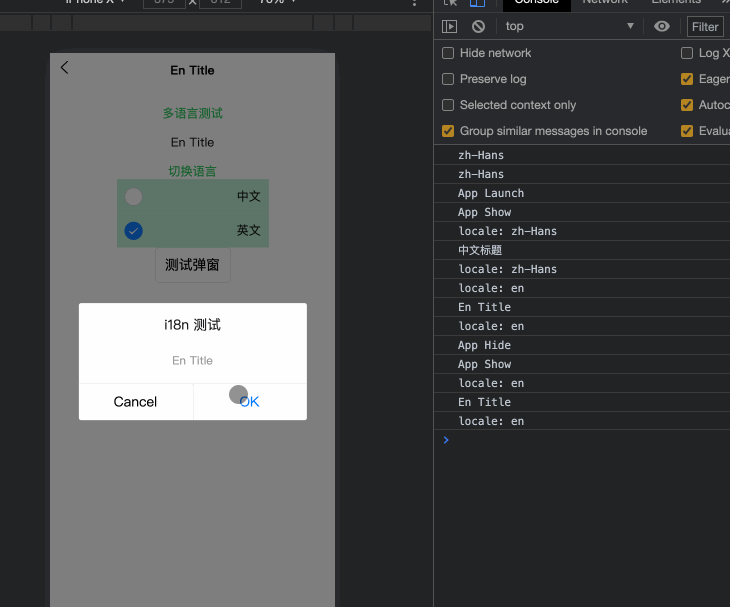 iPhone X
812
Console
Network
Elements
top
Filter
Hide network
Log X
Preserve log
Eager
Selected context only
Autoc
Group similar messages in console
Evalu
En Title
多语言测试
En Title
切换语言
中文
英文
测试弹窗
i18n 测试
En Title
Cancel
OK
zh-Hans
zh-Hans
App Launch
App Show
locale: zh-Hans
中文标题
locale: zh-Hans
locale: en
En Title
locale: en
App Hide
App Show
locale: en
En Title
locale: en